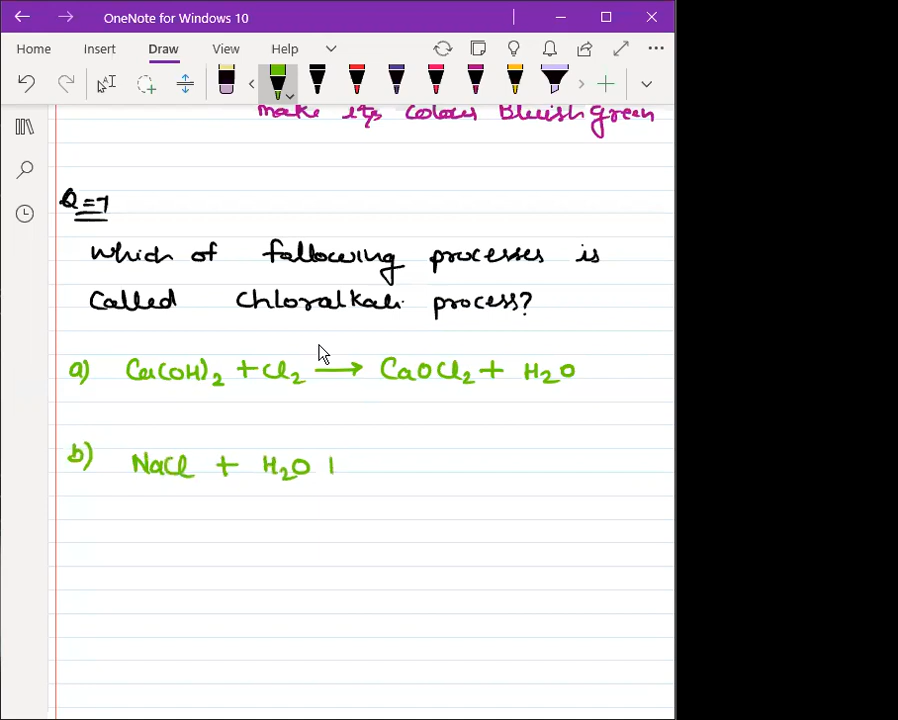 OneNote for Windows 10
Home Insert Draw View Help
make its colour Bluish green
Q=7
Which of following processes is
Called Chloralkali process?
a) Ca(OH)2 + Cl2 → CaOCl2 + H2O
b) NaCl + H2O